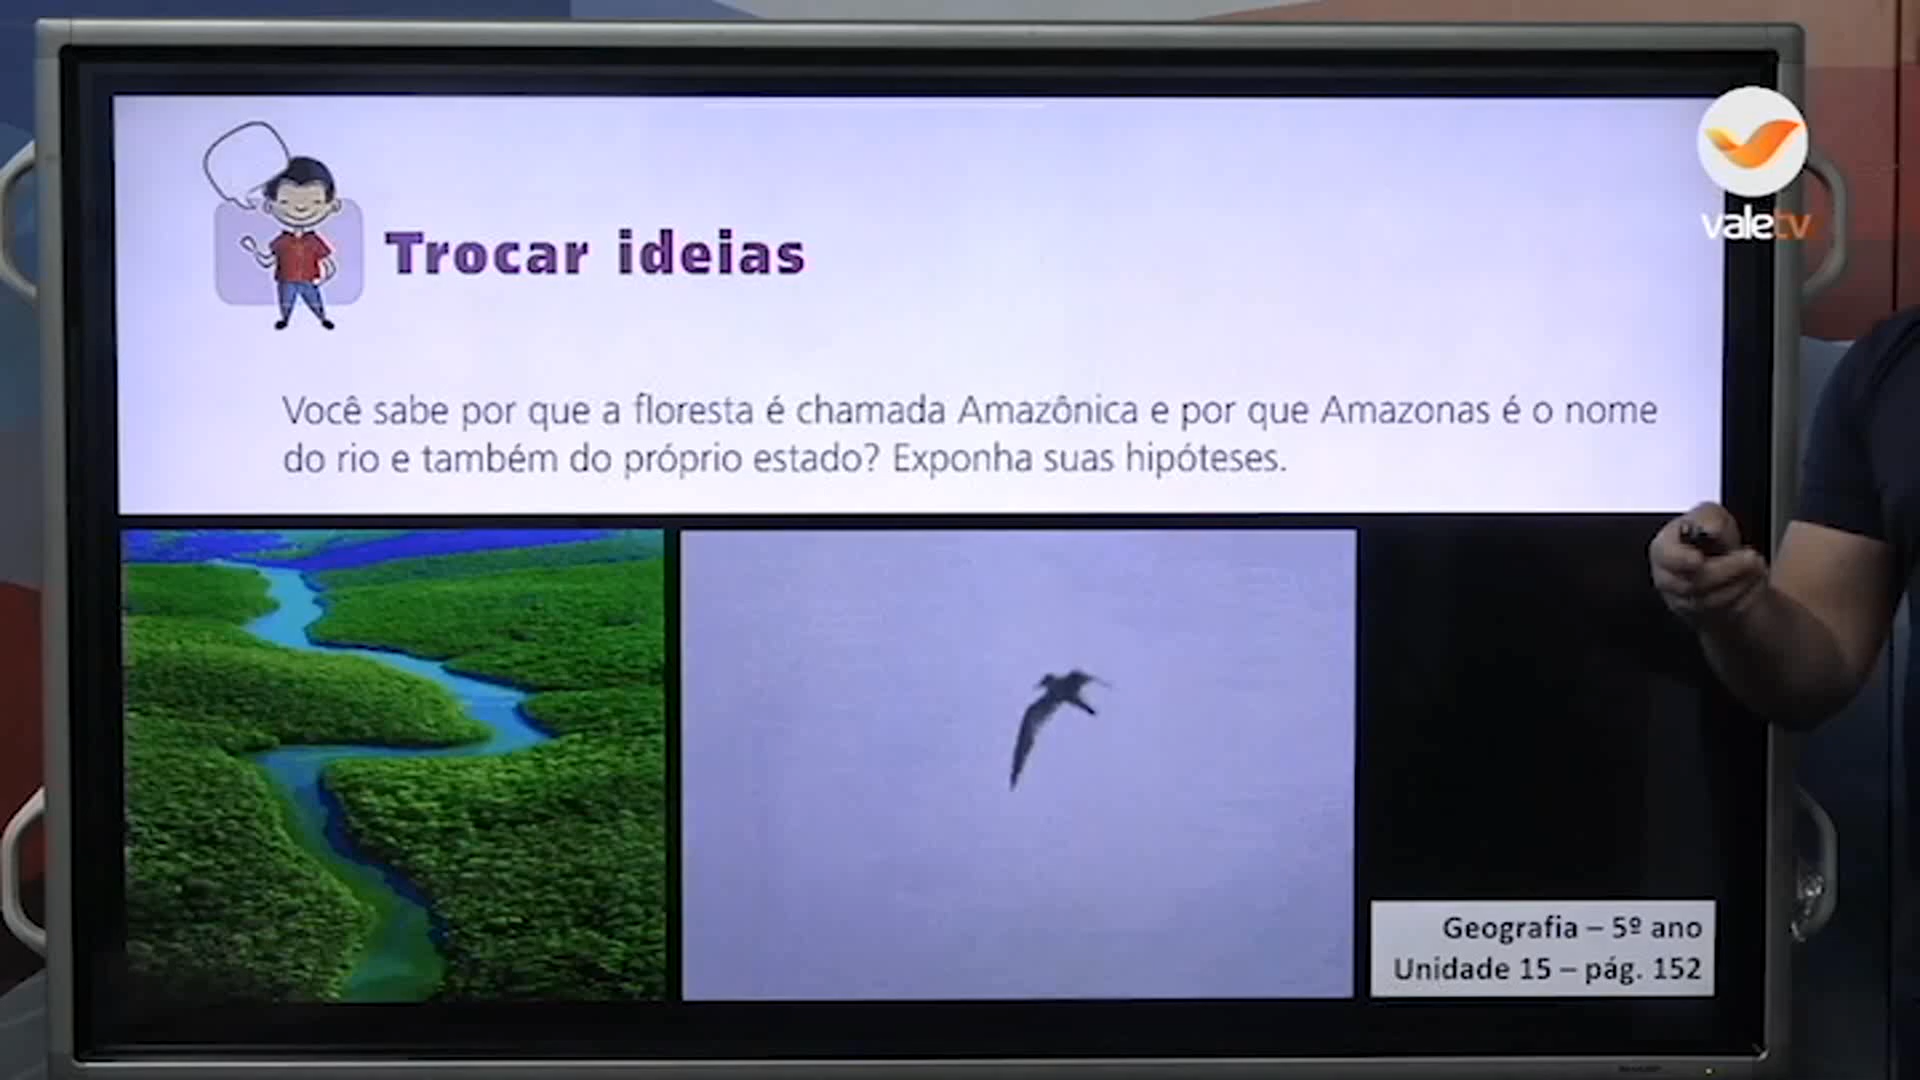 valetv
Trocar ideias
Você sabe por que a floresta é chamada Amazônica e por que Amazonas é o nome
do rio e também do próprio estado? Exponha suas hipóteses.
Geografia – 5º ano
Unidade 15 – pág. 152